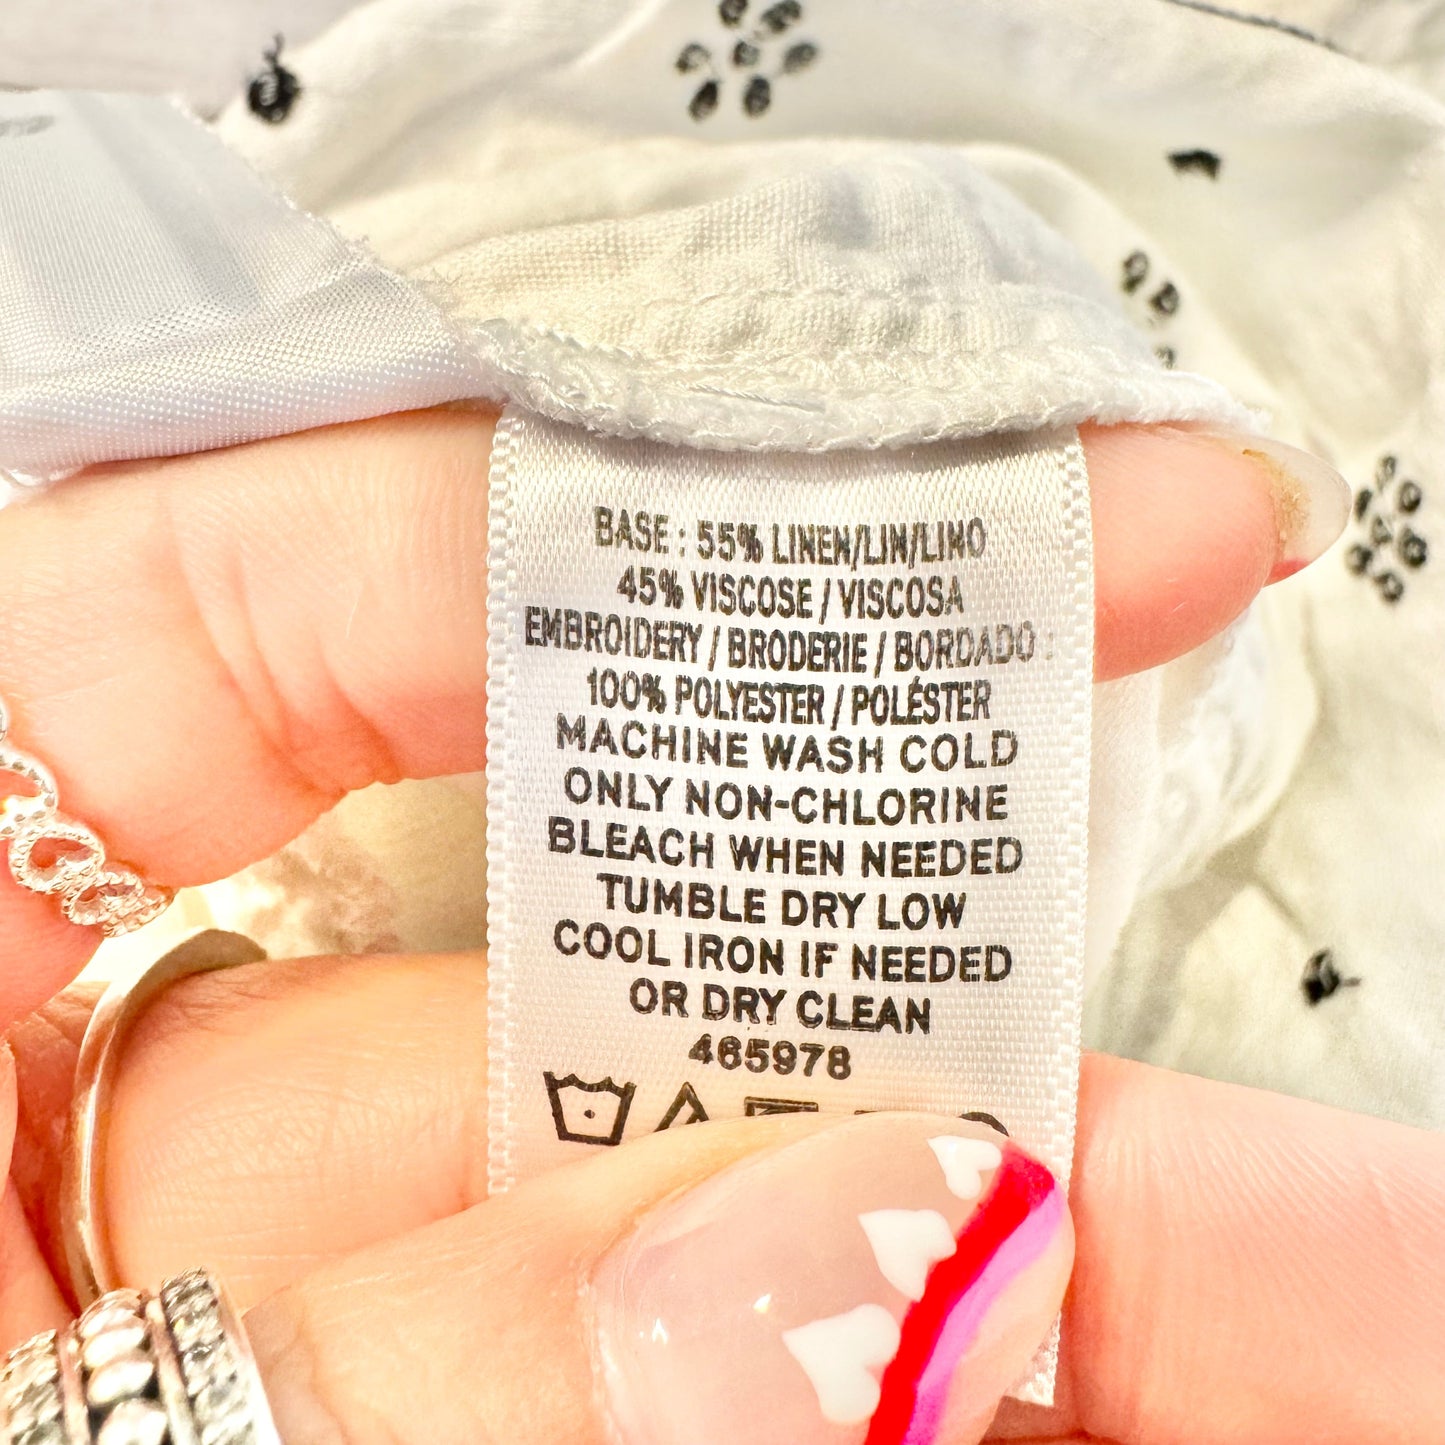 BASE : 55% LINEN/LIN/LINO
45% VISCOSE / VISCOSA
EMBROIDERY / BRODERIE / BORDADO :
100% POLYESTER / POLÉSTER
MACHINE WASH COLD
ONLY NON-CHLORINE
BLEACH WHEN NEEDED
TUMBLE DRY LOW
COOL IRON IF NEEDED
OR DRY CLEAN
465978